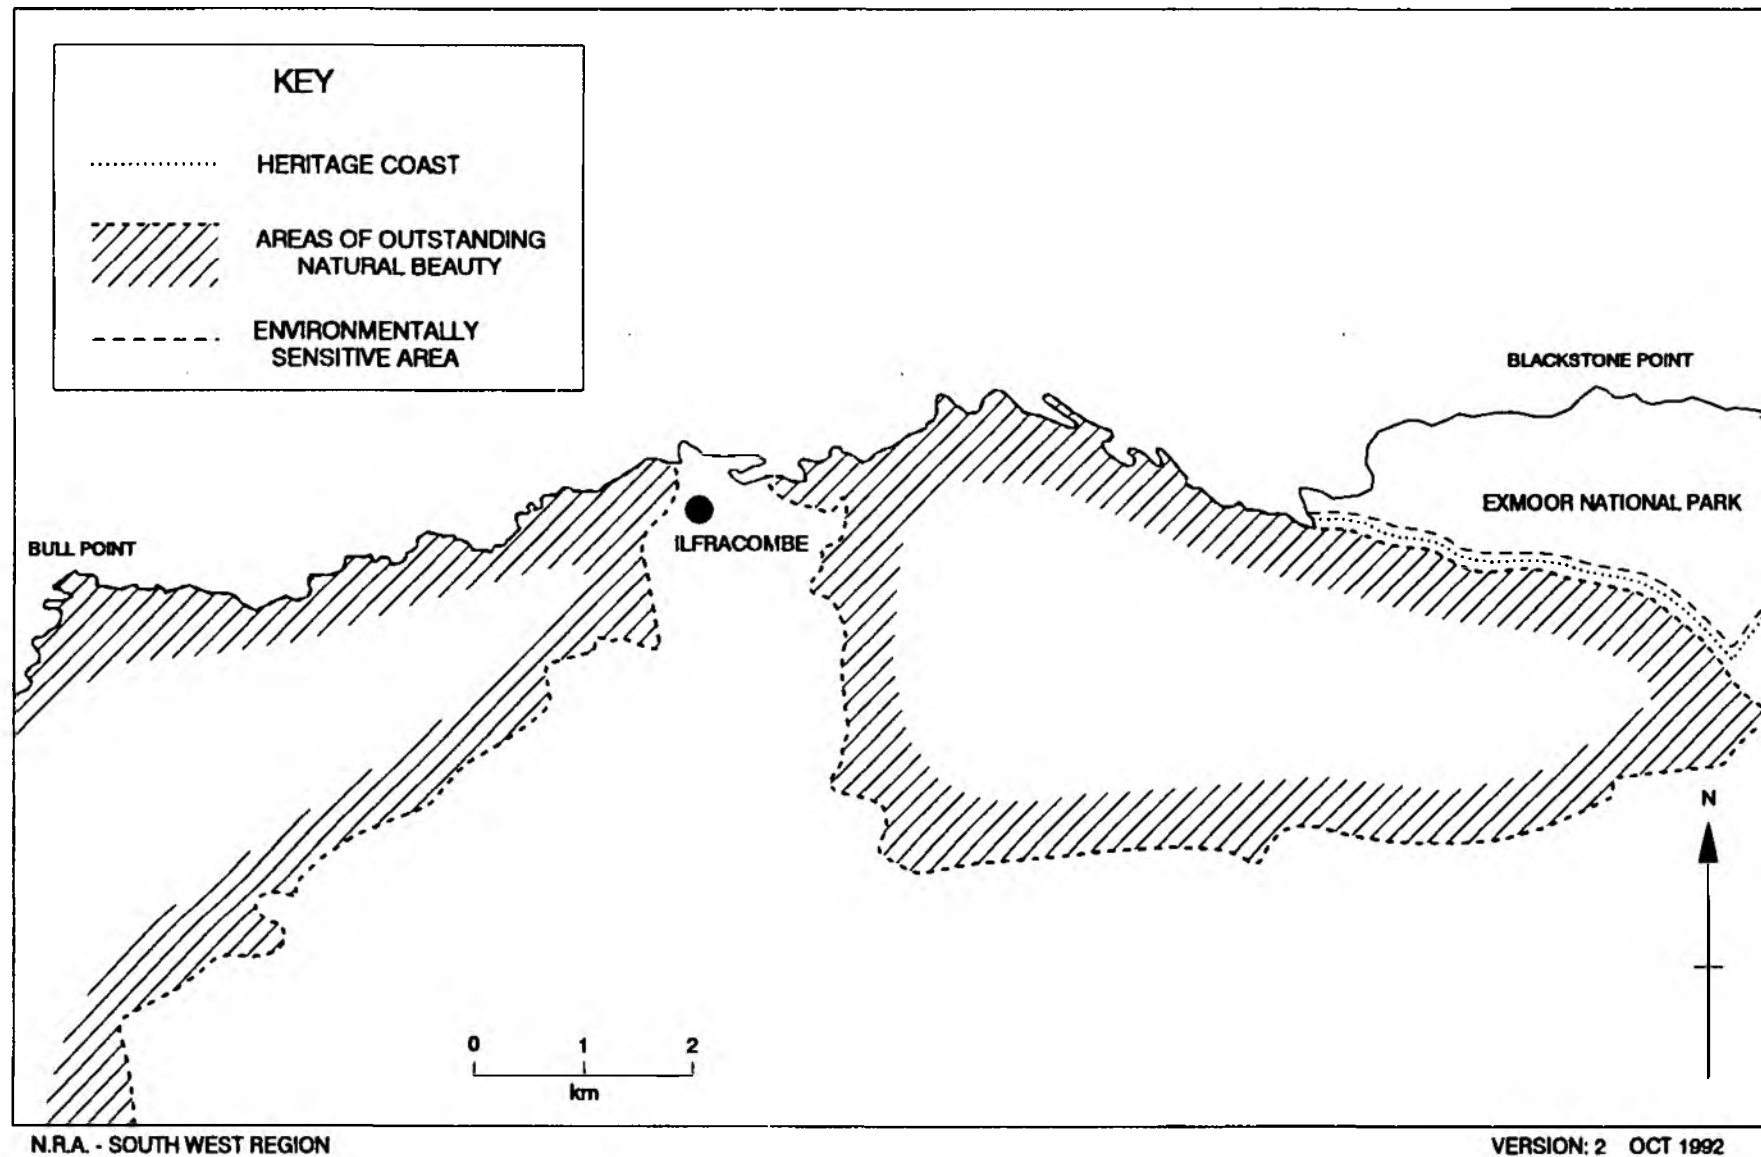 KEY
HERITAGE COAST
AREAS OF OUTSTANDING
NATURAL BEAUTY
ENVIRONMENTALLY
SENSITIVE AREA
BLACKSTONE POINT
EXMOOR NATIONAL PARK
BULL POINT
ILFRACOMBE
N
0 1 2
km
N.R.A. - SOUTH WEST REGION
VERSION: 2 OCT 1992